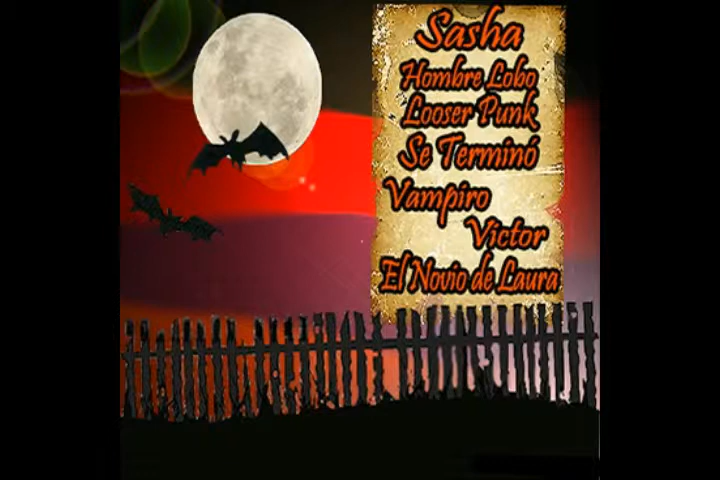 Sasha
Hombre Lobo
Looser Punk
Se Terminó
Vampiro
Victor
El Novio de Laura